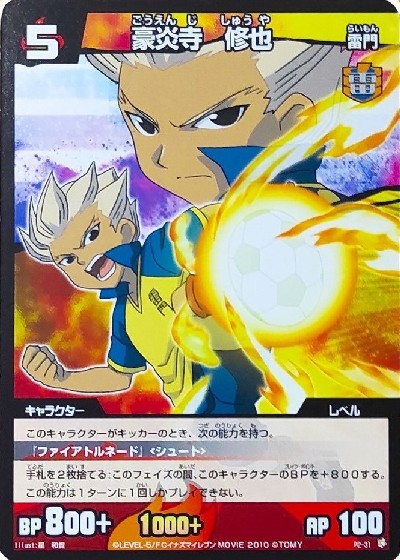 5
ごうえんじ しゅうや
豪炎寺 修也
らいもん
雷門
雷
キャラクター レベル
このキャラクターがキッカーのとき、次の能力を持つ。
『ファイアトルネード』<シュート>
手札を2枚捨てる:このフェイズの間、このキャラクターのBPを+800する。
この能力は1ターンに1回しかプレイできない。
BP 800+ 1000+ AP 100
©LEVEL-5/FCイナズマイレブン MOVIE 2010 ©TOMY
P2-31